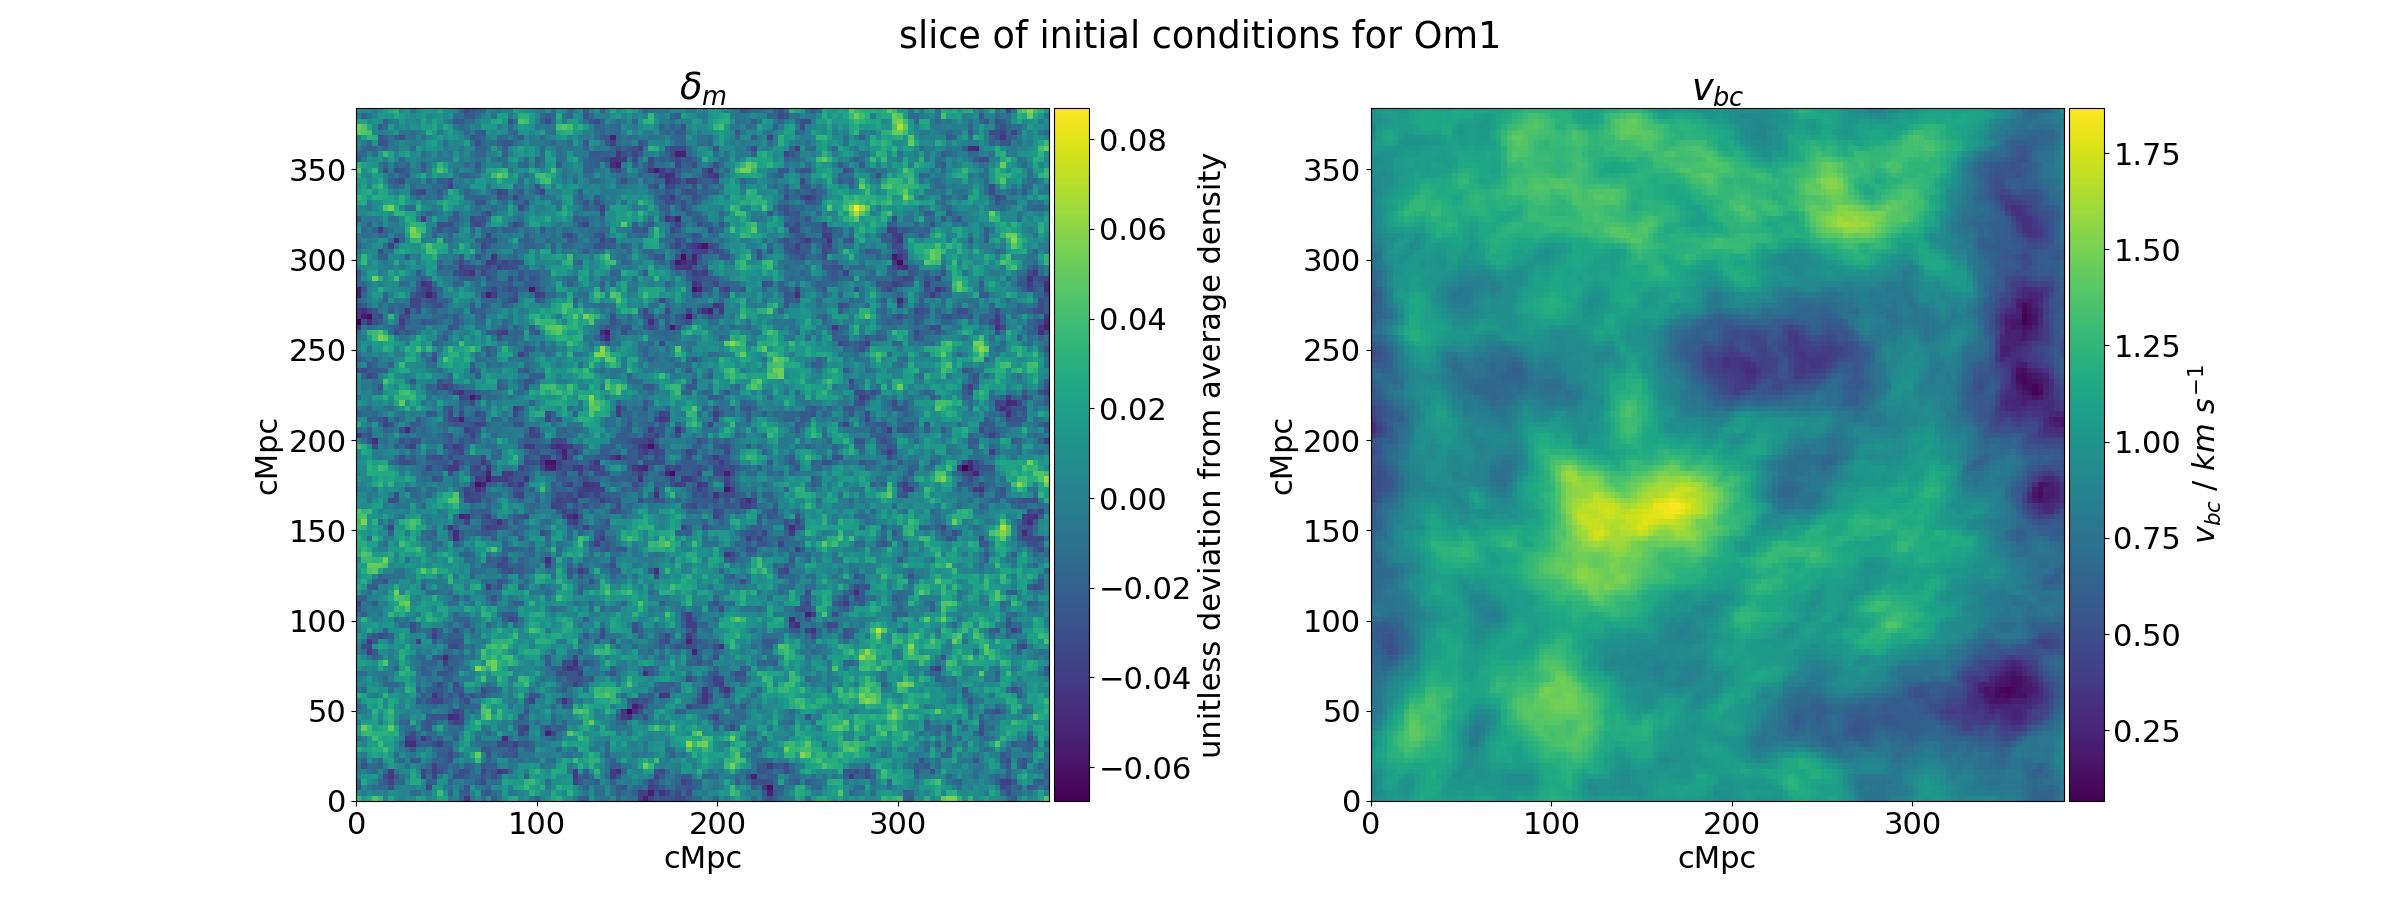 slice of initial conditions for Om1
δ_m
350
300
250
200
150
100
50
0
cMpc
0 100 200 300
cMpc
0.08
0.06
0.04
0.02
0.00
−0.02
−0.04
−0.06
unitless deviation from average density
v_bc
350
300
250
200
150
100
50
0
cMpc
0 100 200 300
cMpc
1.75
1.50
1.25
1.00
0.75
0.50
0.25
v_bc / km s⁻¹